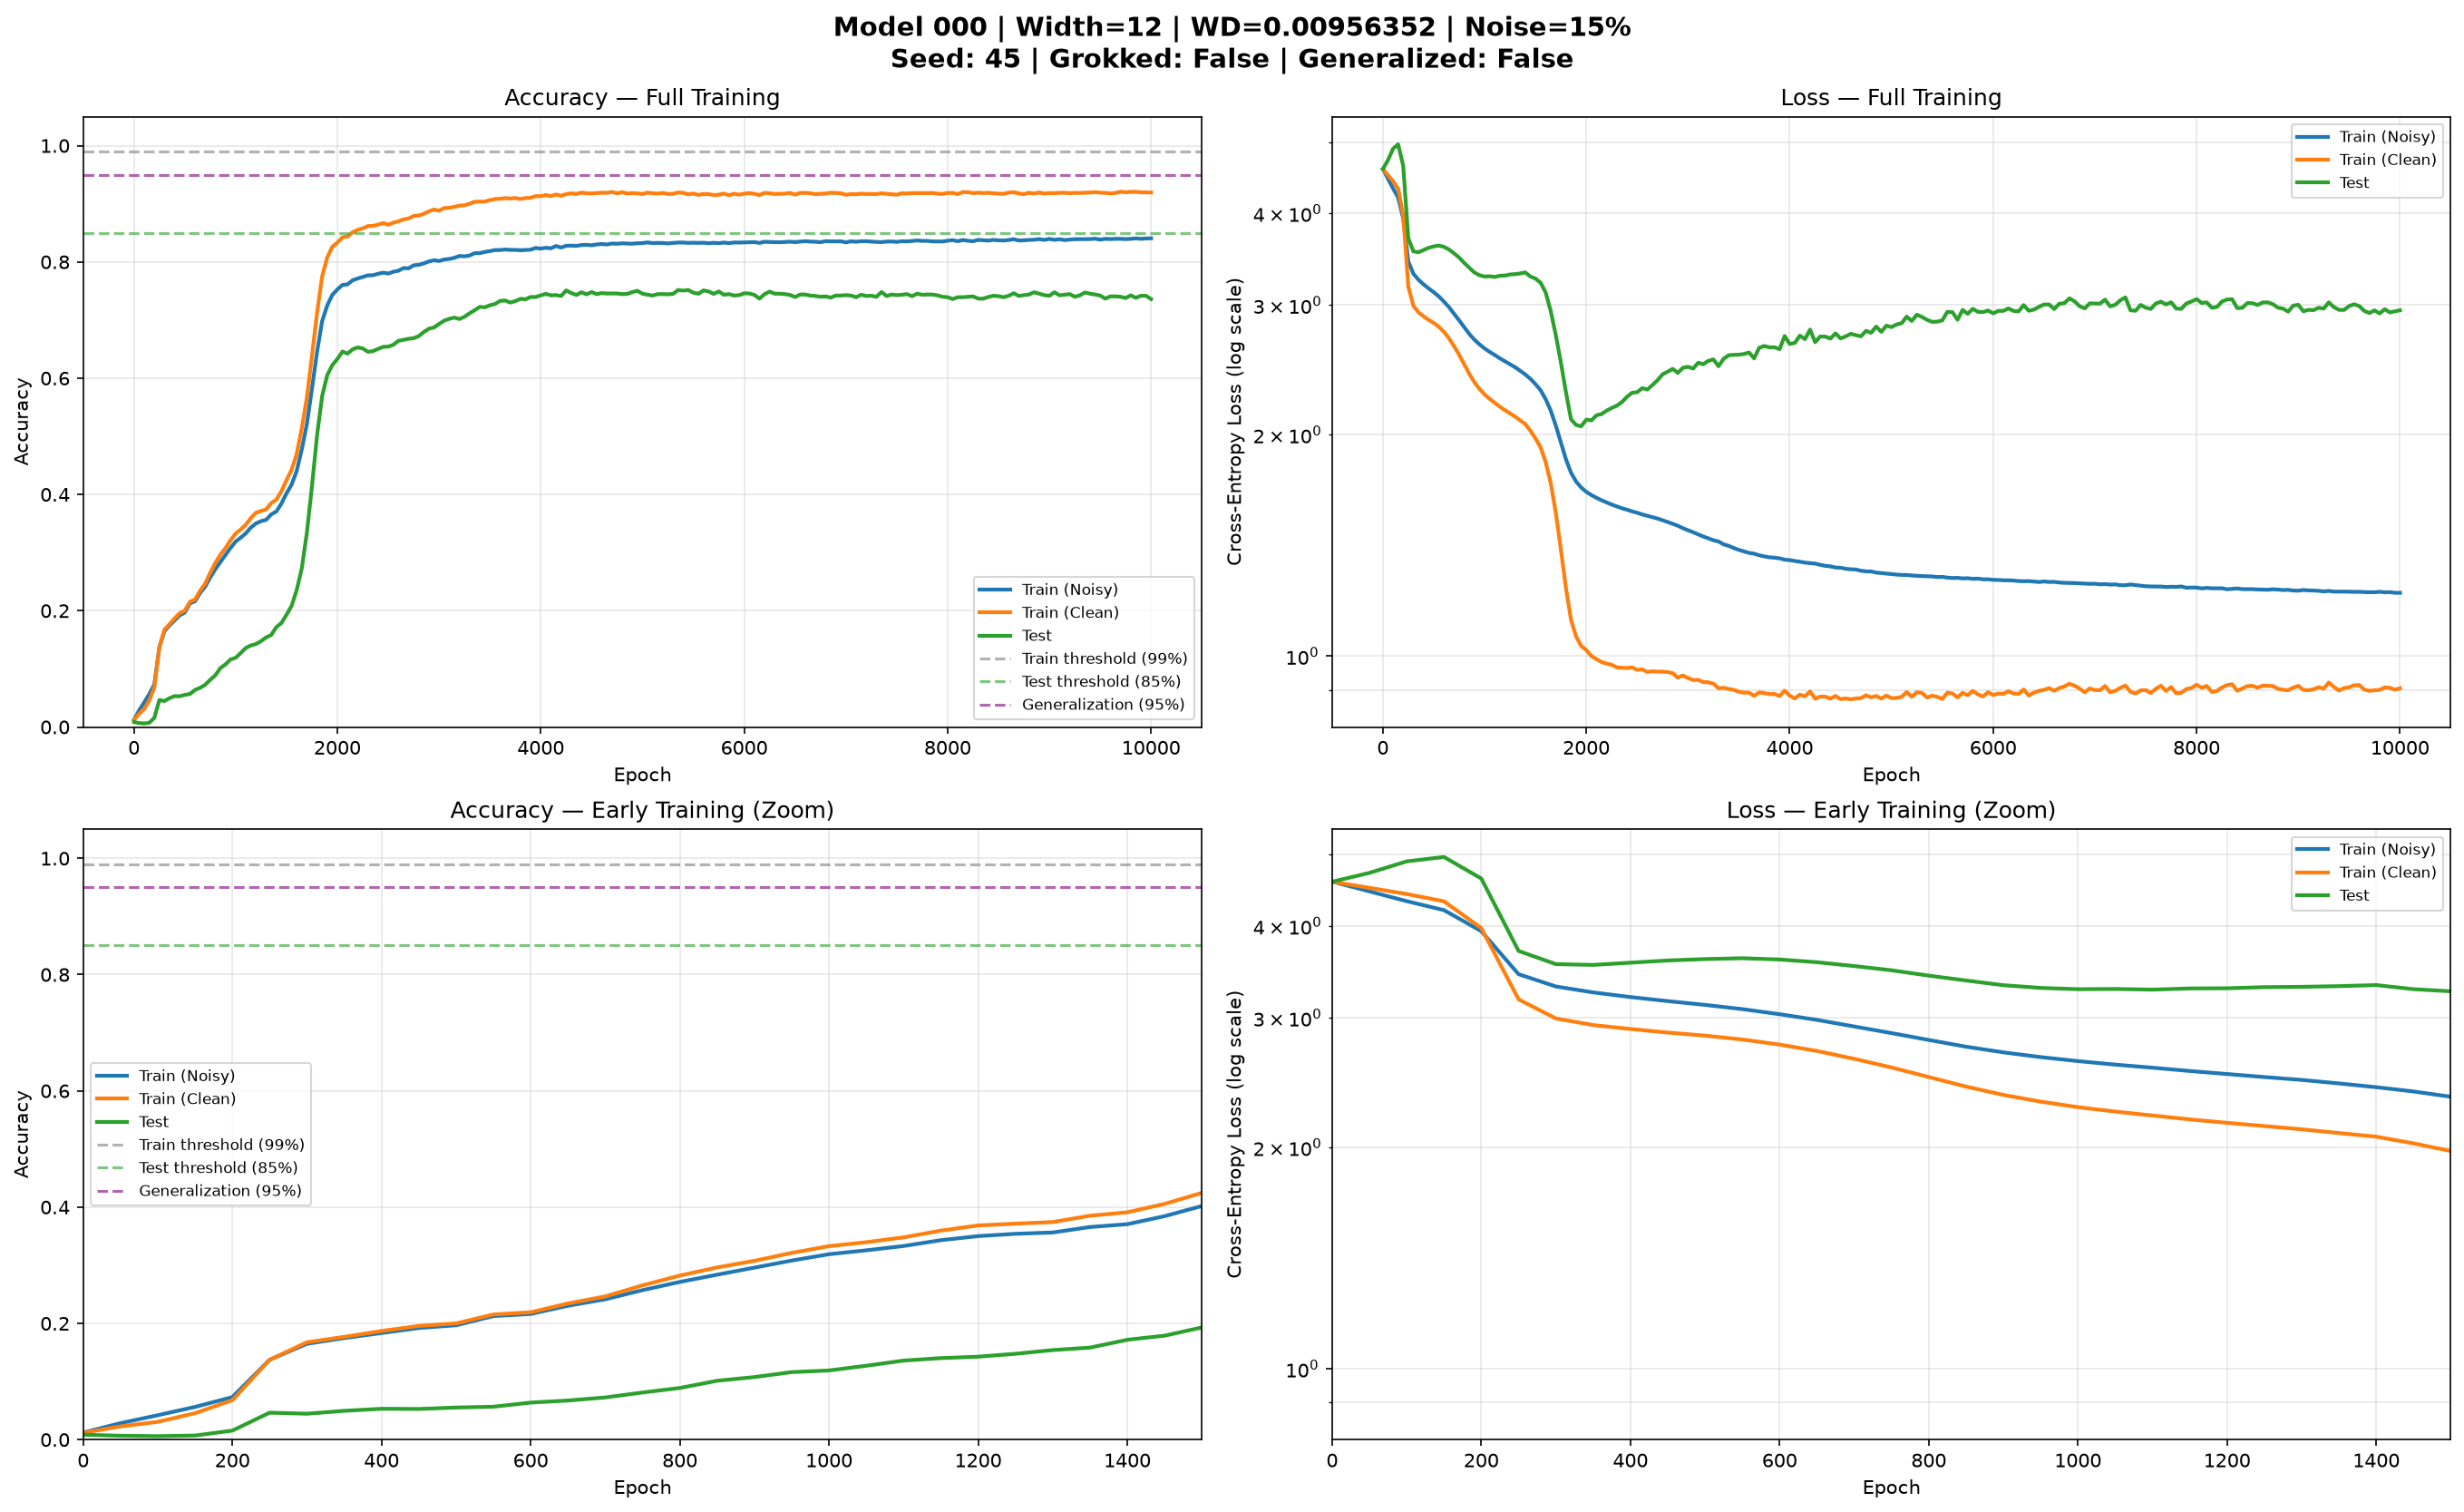 Model 000 | Width=12 | WD=0.00956352 | Noise=15%
Seed: 45 | Grokked: False | Generalized: False
Accuracy — Full Training
Accuracy
1.0
0.8
0.6
0.4
0.2
0.0
0 2000 4000 6000 8000 10000
Epoch
Train (Noisy)
Train (Clean)
Test
Train threshold (99%)
Test threshold (85%)
Generalization (95%)
Loss — Full Training
Cross-Entropy Loss (log scale)
4 × 10⁰
3 × 10⁰
2 × 10⁰
10⁰
0 2000 4000 6000 8000 10000
Epoch
Train (Noisy)
Train (Clean)
Test
Accuracy — Early Training (Zoom)
Accuracy
1.0
0.8
0.6
0.4
0.2
0.0
0 200 400 600 800 1000 1200 1400
Epoch
Train (Noisy)
Train (Clean)
Test
Train threshold (99%)
Test threshold (85%)
Generalization (95%)
Loss — Early Training (Zoom)
Cross-Entropy Loss (log scale)
4 × 10⁰
3 × 10⁰
2 × 10⁰
10⁰
0 200 400 600 800 1000 1200 1400
Epoch
Train (Noisy)
Train (Clean)
Test